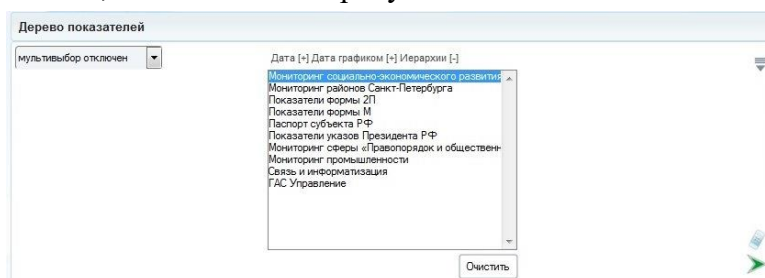 Дерево показателей
мультивыбор отключен
Дата [+] Дата графиком [+] Иерархии [-]
Мониторинг социально-экономического развития
Мониторинг районов Санкт-Петербурга
Показатели формы 2П
Показатели формы М
Паспорт субъекта РФ
Показатели указов Президента РФ
Мониторинг сферы «Правопорядок и обществен
Мониторинг промышленности
Связь и информатизация
ГАС Управление
Очистить